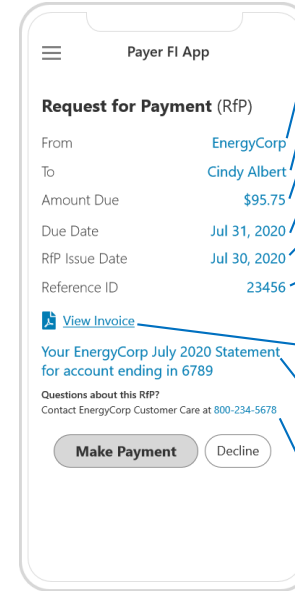 Payer FI App
Request for Payment (RfP)
From EnergyCorp
To Cindy Albert
Amount Due $95.75
Due Date Jul 31, 2020
RfP Issue Date Jul 30, 2020
Reference ID 23456
View Invoice
Your EnergyCorp July 2020 Statement
for account ending in 6789
Questions about this RfP?
Contact EnergyCorp Customer Care at 800-234-5678
Make Payment Decline